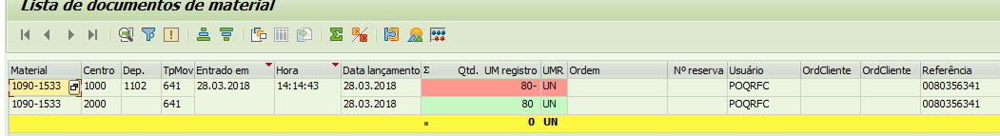 Lista de documentos de material
Material Centro Dep. TpMov Entrado em Hora Data lançamento Σ Qtd. UM registro UMR Ordem Nº reserva Usuário OrdCliente OrdCliente Referência
1090-1533 1000 1102 641 28.03.2018 14:14:43 28.03.2018 80- UN POQRFC 0080356341
1090-1533 2000 641 28.03.2018 80 UN POQRFC 0080356341
0 UN